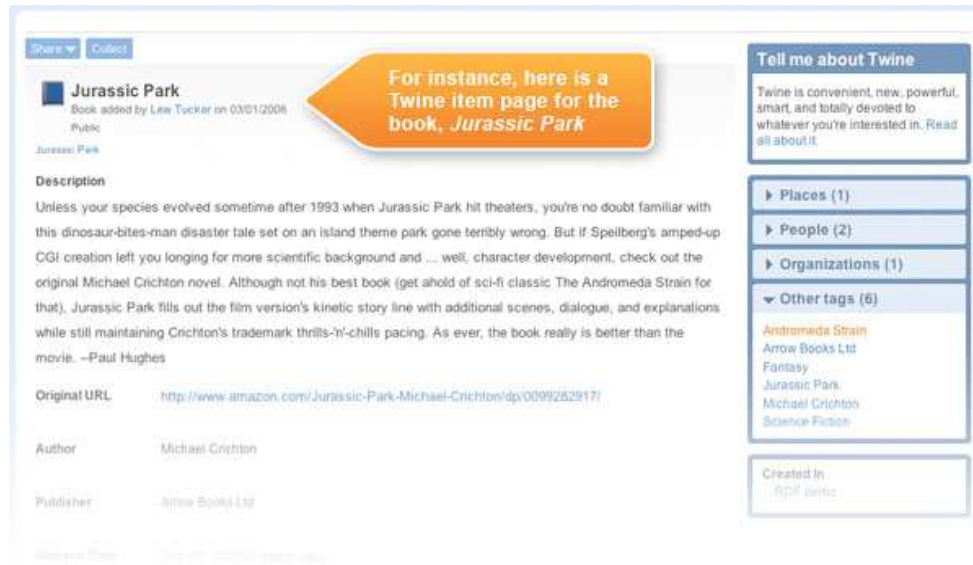 Share Collect
Jurassic Park
Book added by Lew Tucker on 03/01/2008
Public
Jurassic Park
For instance, here is a
Twine item page for the
book, Jurassic Park
Description
Unless your species evolved sometime after 1993 when Jurassic Park hit theaters, you're no doubt familiar with
this dinosaur-bites-man disaster tale set on an island theme park gone terribly wrong. But if Speilberg's amped-up
CGI creation left you longing for more scientific background and ... well, character development, check out the
original Michael Crichton novel. Although not his best book (get ahold of sci-fi classic The Andromeda Strain for
that), Jurassic Park fills out the film version's kinetic story line with additional scenes, dialogue, and explanations
while still maintaining Crichton's trademark thrills-'n'-chills pacing. As ever, the book really is better than the
movie. --Paul Hughes
Original URL http://www.amazon.com/Jurassic-Park-Michael-Crichton/dp/0099282917/
Author Michael Crichton
Publisher Arrow Books Ltd
Tell me about Twine
Twine is convenient, new, powerful,
smart, and totally devoted to
whatever you're interested in. Read
all about it.
Places (1)
People (2)
Organizations (1)
Other tags (6)
Andromeda Strain
Arrow Books Ltd
Fantasy
Jurassic Park
Michael Crichton
Science Fiction
Created In
RDF demo